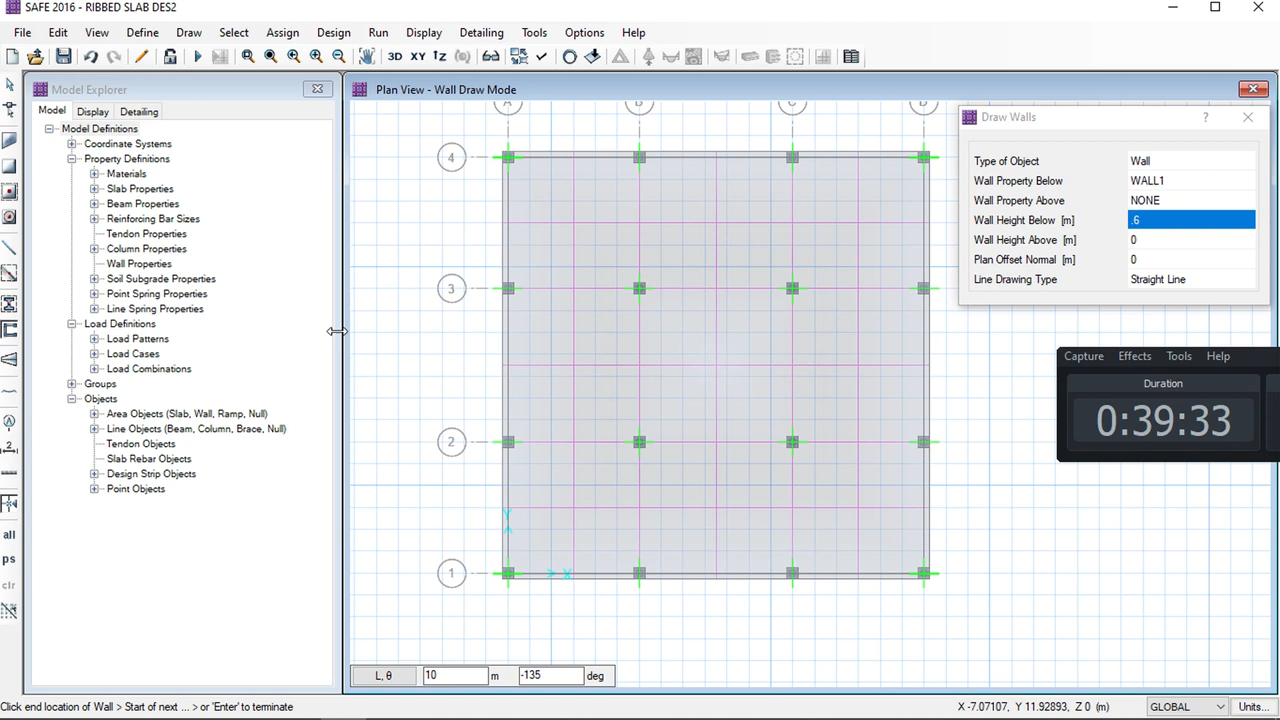 SAFE 2016 - RIBBED SLAB DES2
File Edit View Define Draw Select Assign Design Run Display Detailing Tools Options Help
3D XY
Model Explorer
Model Display Detailing
Model Definitions
Coordinate Systems
Property Definitions
Materials
Slab Properties
Beam Properties
Reinforcing Bar Sizes
Tendon Properties
Column Properties
Wall Properties
Soil Subgrade Properties
Point Spring Properties
Line Spring Properties
Load Definitions
Load Patterns
Load Cases
Load Combinations
Groups
Objects
Area Objects (Slab, Wall, Ramp, Null)
Line Objects (Beam, Column, Brace, Null)
Tendon Objects
Slab Rebar Objects
Design Strip Objects
Point Objects
all
ps
clr
Plan View - Wall Draw Mode
A B C D
4
3
2
1
Y
X
L, θ 10 m -135 deg
Draw Walls ?
Type of Object Wall
Wall Property Below WALL1
Wall Property Above NONE
Wall Height Below [m] .6
Wall Height Above [m] 0
Plan Offset Normal [m] 0
Line Drawing Type Straight Line
Capture Effects Tools Help
Duration
0:39:33
Click end location of Wall > Start of next ... > or 'Enter' to terminate
X -7.07107, Y 11.92893, Z 0 (m) GLOBAL Units...